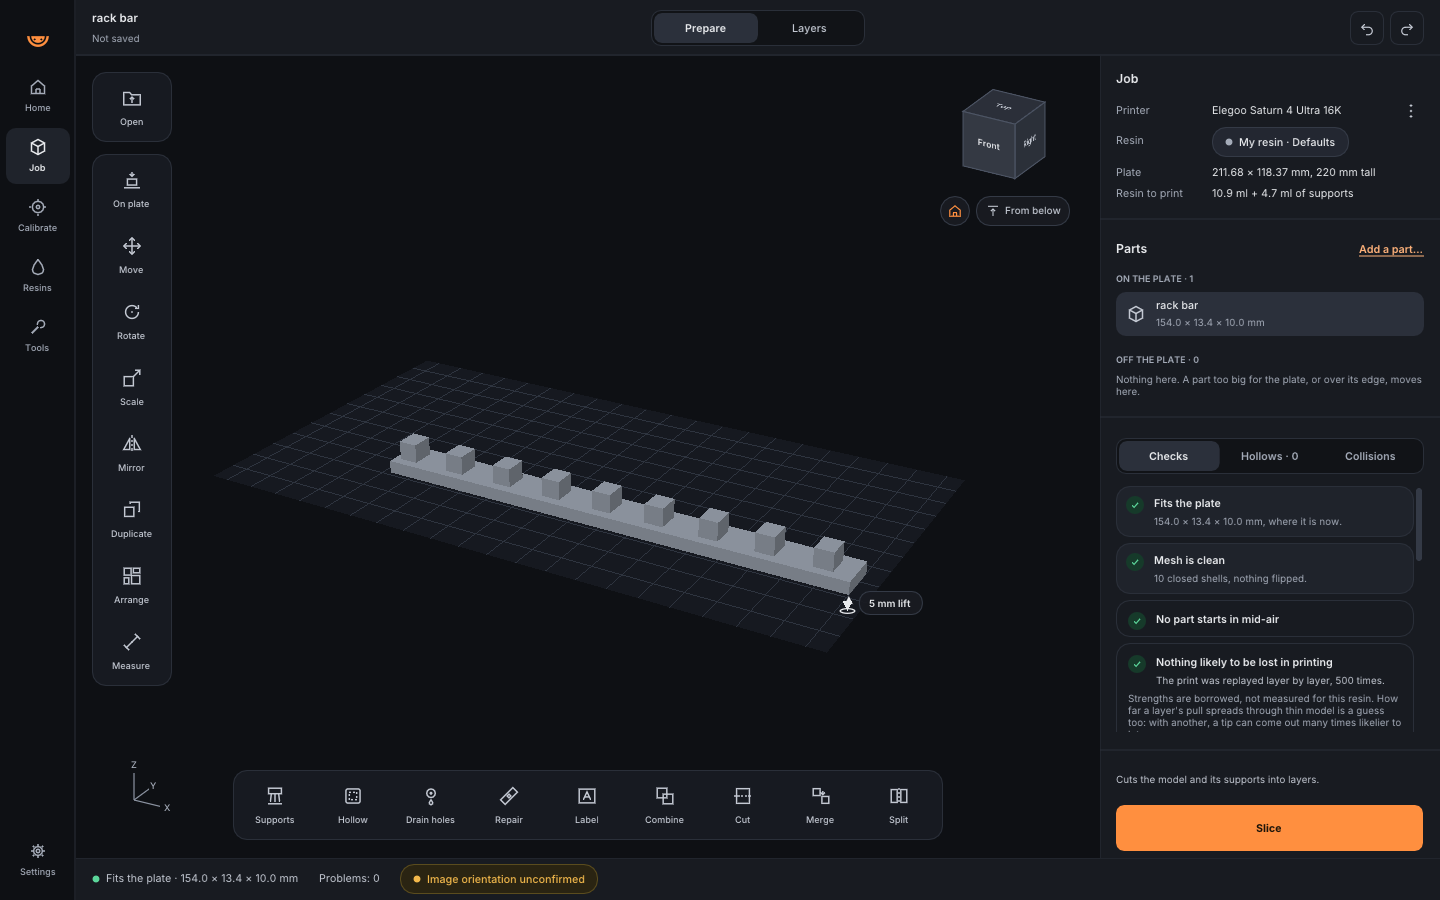 rack bar
Not saved
Prepare
Layers
Home
Job
Calibrate
Resins
Tools
Settings
Open
On plate
Move
Rotate
Scale
Mirror
Duplicate
Arrange
Measure
Top
Front
Right
From below
5 mm lift
Z
Y
X
Supports
Hollow
Drain holes
Repair
Label
Combine
Cut
Merge
Split
Job
Printer
Elegoo Saturn 4 Ultra 16K
Resin
My resin · Defaults
Plate
211.68 × 118.37 mm, 220 mm tall
Resin to print
10.9 ml + 4.7 ml of supports
Parts
Add a part...
ON THE PLATE · 1
rack bar
154.0 × 13.4 × 10.0 mm
OFF THE PLATE · 0
Nothing here. A part too big for the plate, or over its edge, moves
here.
Checks
Hollows · 0
Collisions
Fits the plate
154.0 × 13.4 × 10.0 mm, where it is now.
Mesh is clean
10 closed shells, nothing flipped.
No part starts in mid-air
Nothing likely to be lost in printing
The print was replayed layer by layer, 500 times.
Strengths are borrowed, not measured for this resin. How
far a layer's pull spreads through thin model is a guess
too: with another, a tip can come out many times likelier to
Cuts the model and its supports into layers.
Slice
Fits the plate · 154.0 × 13.4 × 10.0 mm
Problems: 0
Image orientation unconfirmed